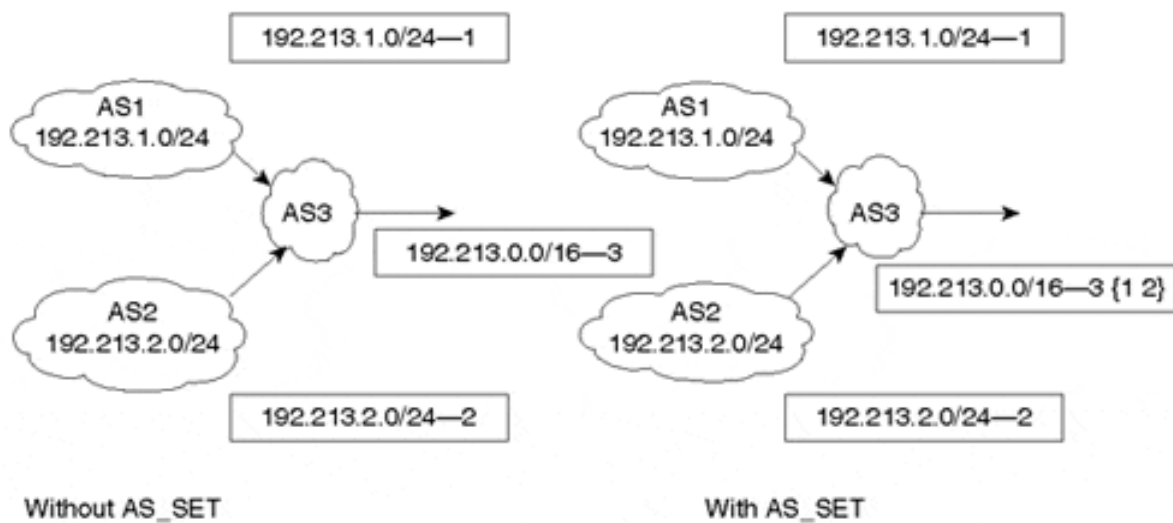 192.213.1.0/24—1
AS1
192.213.1.0/24
AS3
192.213.0.0/16—3
AS2
192.213.2.0/24
192.213.2.0/24—2
Without AS_SET
192.213.1.0/24—1
AS1
192.213.1.0/24
AS3
192.213.0.0/16—3 {1 2}
AS2
192.213.2.0/24
192.213.2.0/24—2
With AS_SET